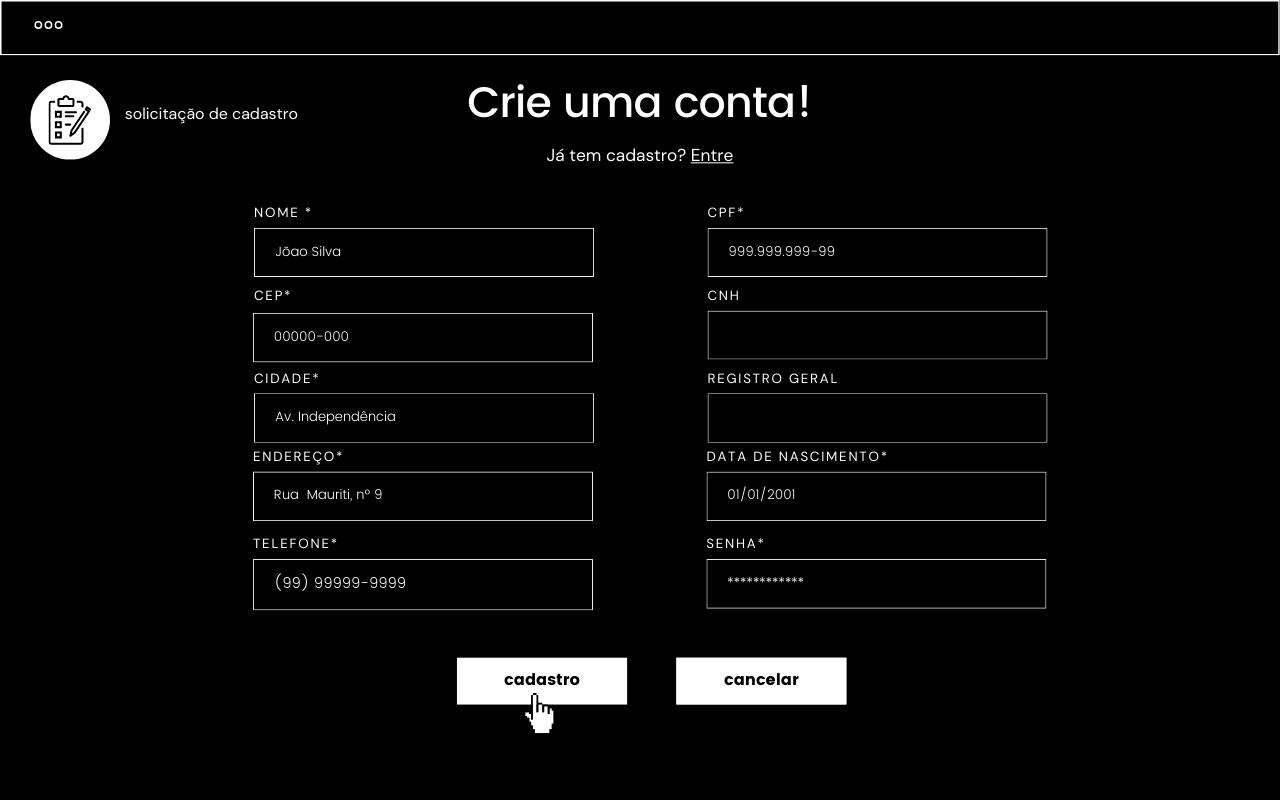 solicitação de cadastro
Crie uma conta!
Já tem cadastro? Entre
NOME *
Jõao Silva
CEP*
00000-000
CIDADE*
Av. Independência
ENDEREÇO*
Rua  Mauriti, nº 9
TELEFONE*
(99) 99999-9999
CPF*
999.999.999-99
CNH
REGISTRO GERAL
DATA DE NASCIMENTO*
01/01/2001
SENHA*
************
cadastro
cancelar